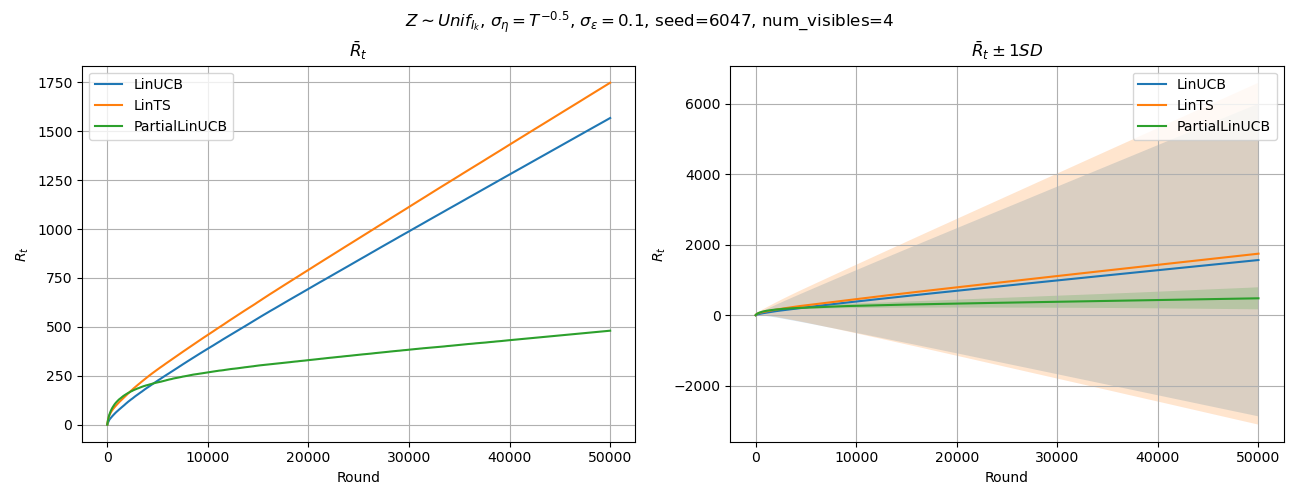 Z ∼ Unif_{I_k}, σ_η = T^{−0.5}, σ_ε = 0.1, seed=6047, num_visibles=4
R̄_t
1750
1500
1250
1000
750
500
250
0
R_t
LinUCB
LinTS
PartialLinUCB
0 10000 20000 30000 40000 50000
Round
R̄_t ± 1SD
6000
4000
2000
0
−2000
R_t
LinUCB
LinTS
PartialLinUCB
0 10000 20000 30000 40000 50000
Round